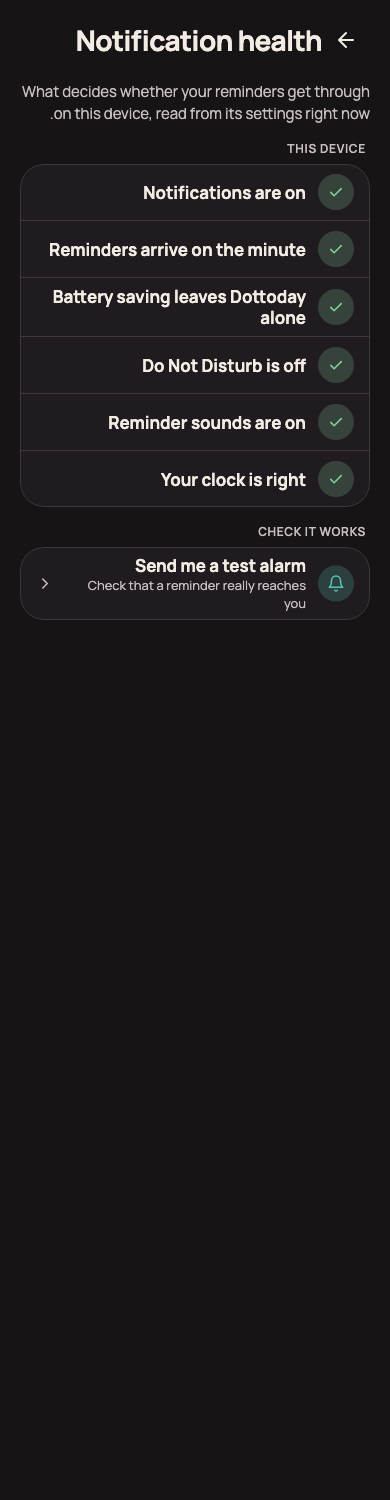 Notification health
What decides whether your reminders get through
.on this device, read from its settings right now
THIS DEVICE
Notifications are on
Reminders arrive on the minute
Battery saving leaves Dottoday
alone
Do Not Disturb is off
Reminder sounds are on
Your clock is right
CHECK IT WORKS
Send me a test alarm
Check that a reminder really reaches
you